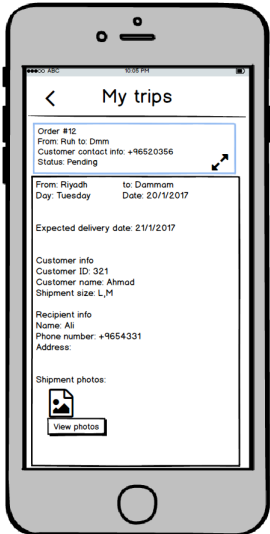 ABC 10:05 PM
My trips
Order #12
From: Ruh to: Dmm
Customer contact info: +96520356
Status: Pending
From: Riyadh to: Dammam
Day: Tuesday Date: 20/1/2017
Expected delivery date: 21/1/2017
Customer info
Customer ID: 321
Customer name: Ahmad
Shipment size: L,M
Recipient info
Name: Ali
Phone number: +9654331
Address:
Shipment photos:
View photos